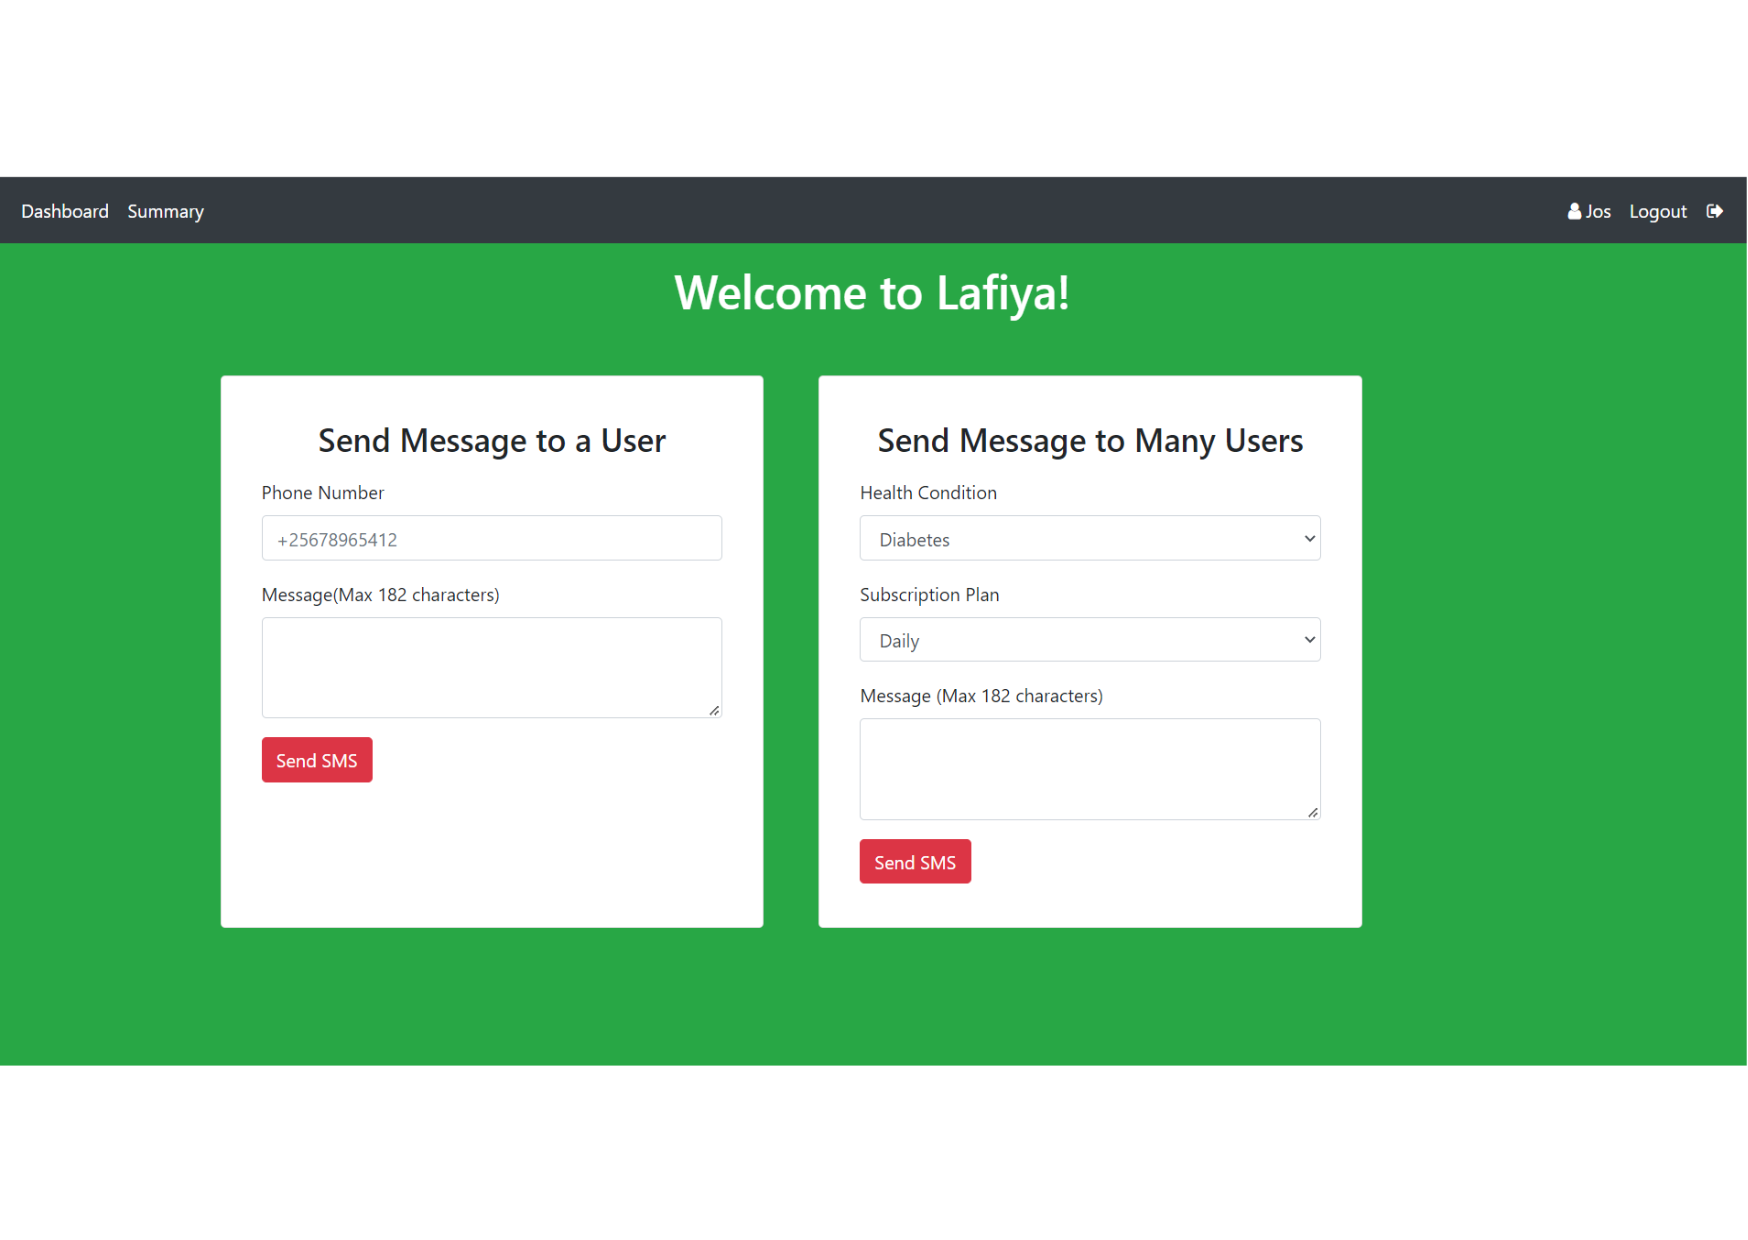 Dashboard Summary Jos Logout
Welcome to Lafiya!
Send Message to a User
Phone Number
+25678965412
Message(Max 182 characters)
Send SMS
Send Message to Many Users
Health Condition
Diabetes
Subscription Plan
Daily
Message (Max 182 characters)
Send SMS